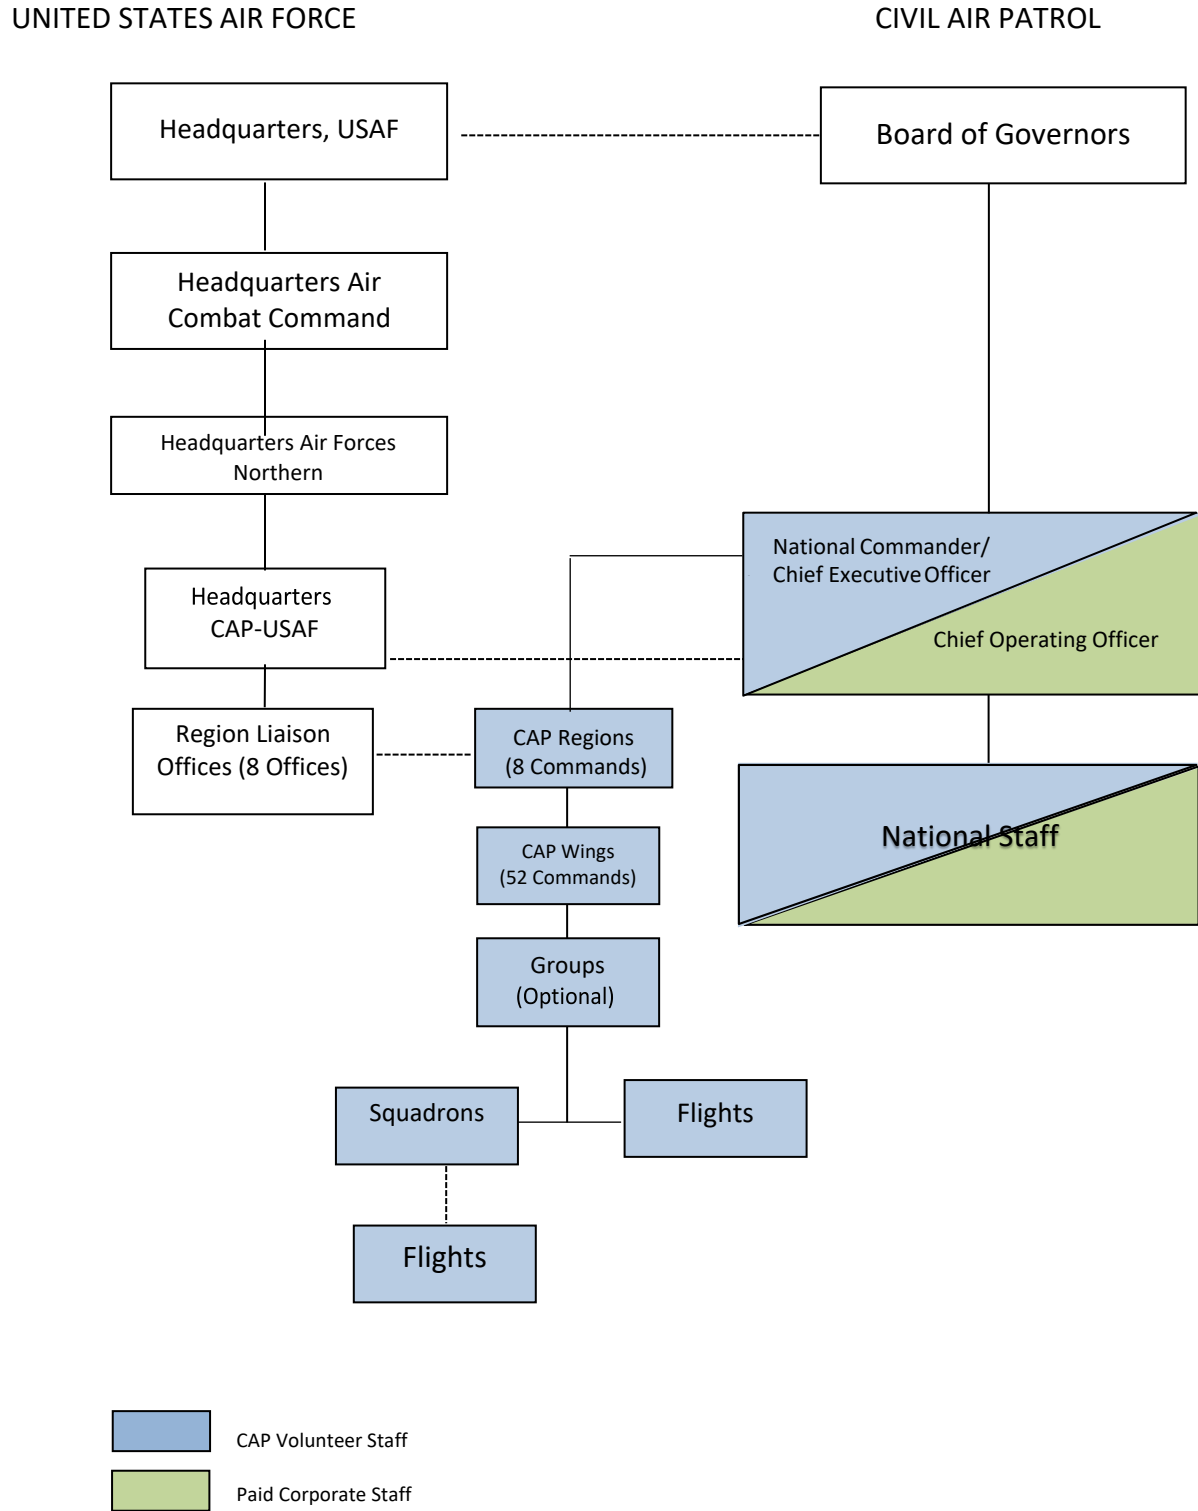 UNITED STATES AIR FORCE
CIVIL AIR PATROL
Headquarters, USAF
Board of Governors
Headquarters Air
Combat Command
Headquarters Air Forces
Northern
National Commander/
Chief Executive Officer
Chief Operating Officer
Headquarters
CAP-USAF
Region Liaison
Offices (8 Offices)
CAP Regions
(8 Commands)
National Staff
CAP Wings
(52 Commands)
Groups
(Optional)
Squadrons
Flights
Flights
CAP Volunteer Staff
Paid Corporate Staff